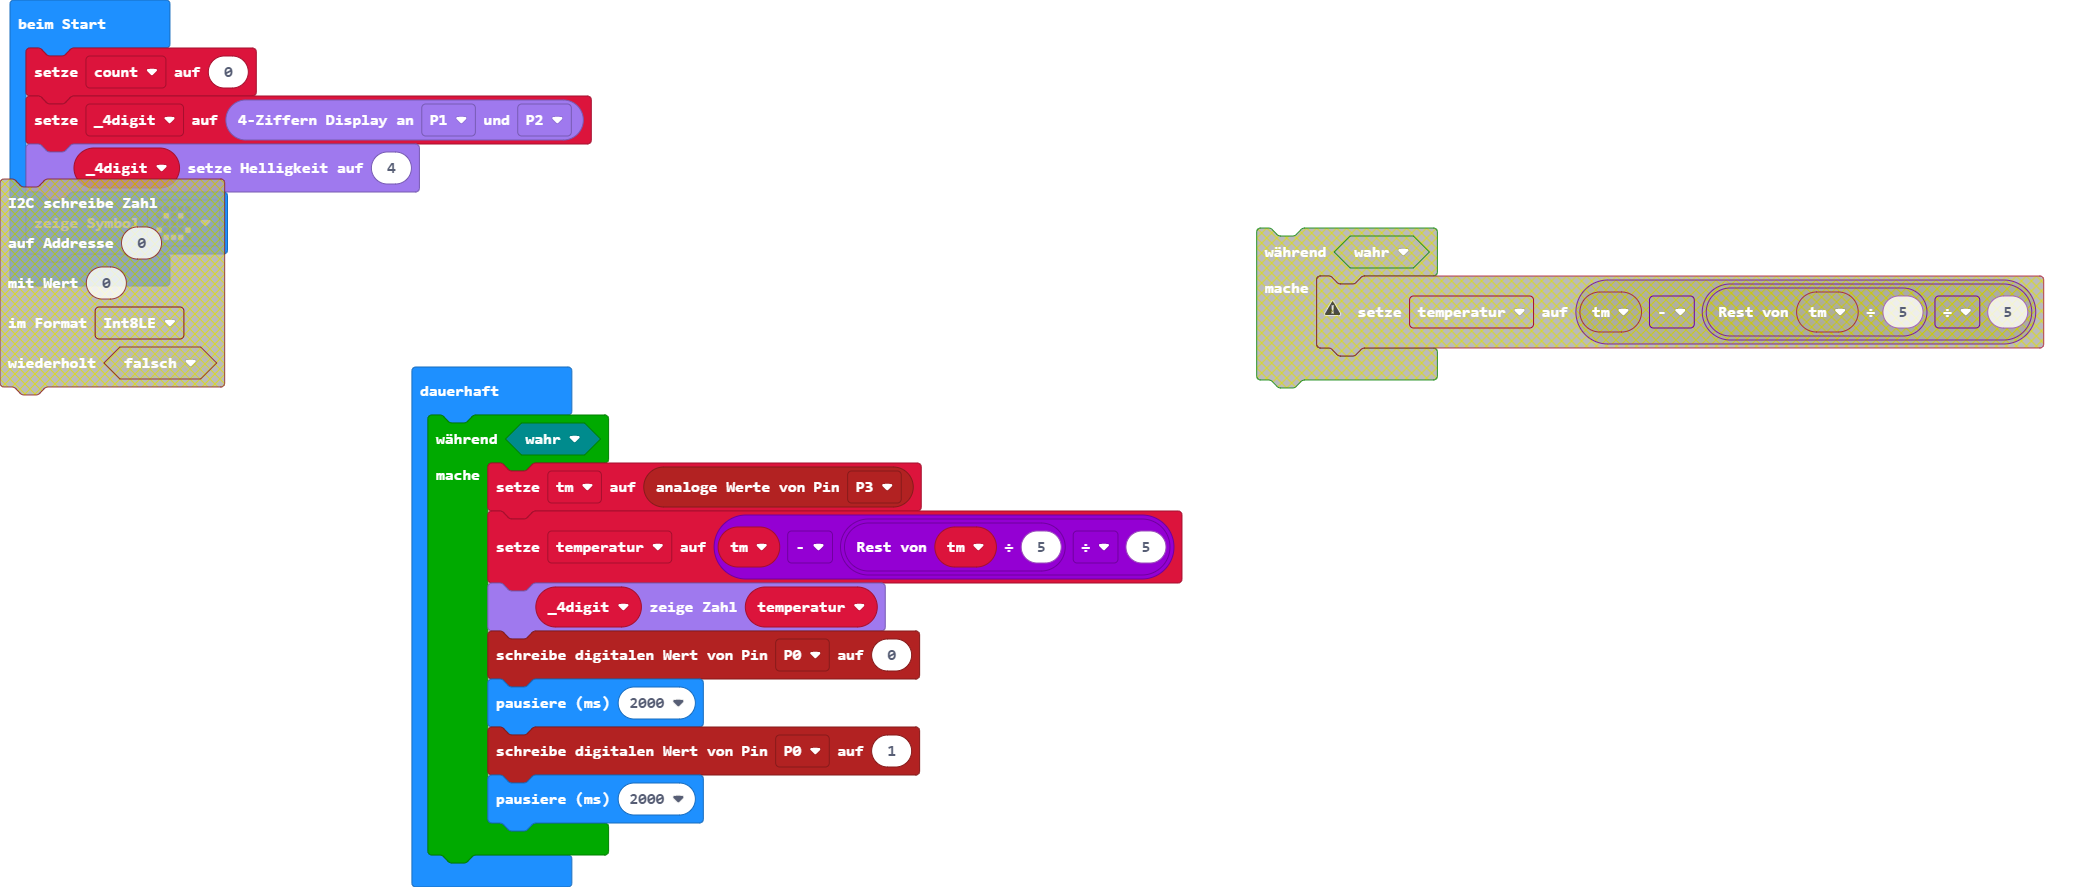 beim Start
setze count auf 0
setze _4digit auf 4-Ziffern Display an P1 und P2
_4digit setze Helligkeit auf 4
I2C schreibe Zahl
zeige Symbol
auf Addresse 0
mit Wert 0
im Format Int8LE
wiederholt falsch
während wahr
mache
setze temperatur auf tm - Rest von tm ÷ 5 ÷ 5
dauerhaft
während wahr
mache
setze tm auf analoge Werte von Pin P3
setze temperatur auf tm - Rest von tm ÷ 5 ÷ 5
_4digit zeige Zahl temperatur
schreibe digitalen Wert von Pin P0 auf 0
pausiere (ms) 2000
schreibe digitalen Wert von Pin P0 auf 1
pausiere (ms) 2000